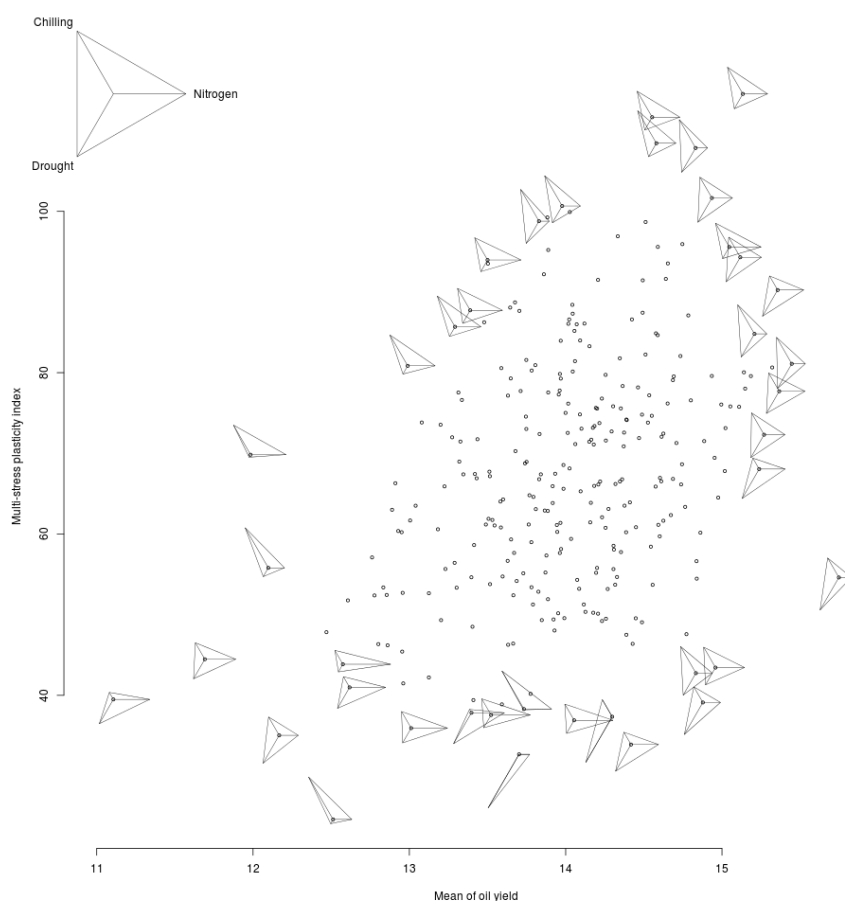 Chilling
Nitrogen
Drought
Multi-stress plasticity index
100
80
60
40
11 12 13 14 15
Mean of oil yield